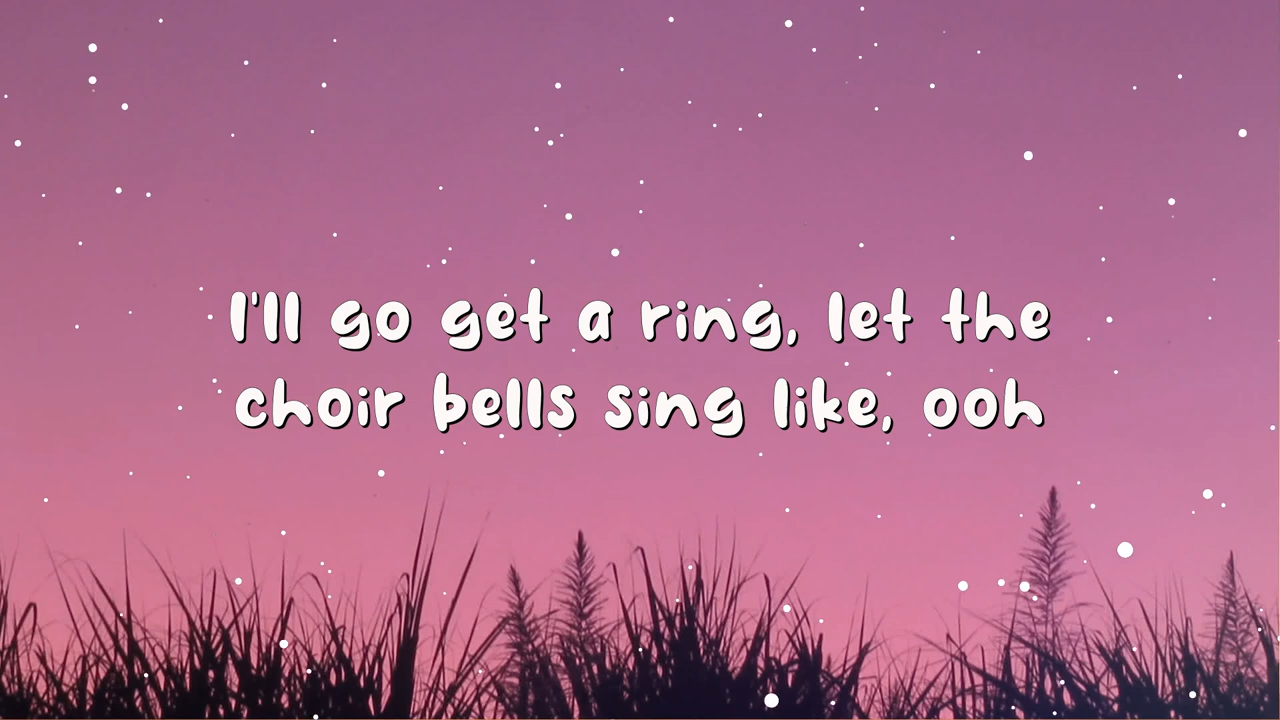 I'll go get a ring, let the
choir bells sing like, ooh